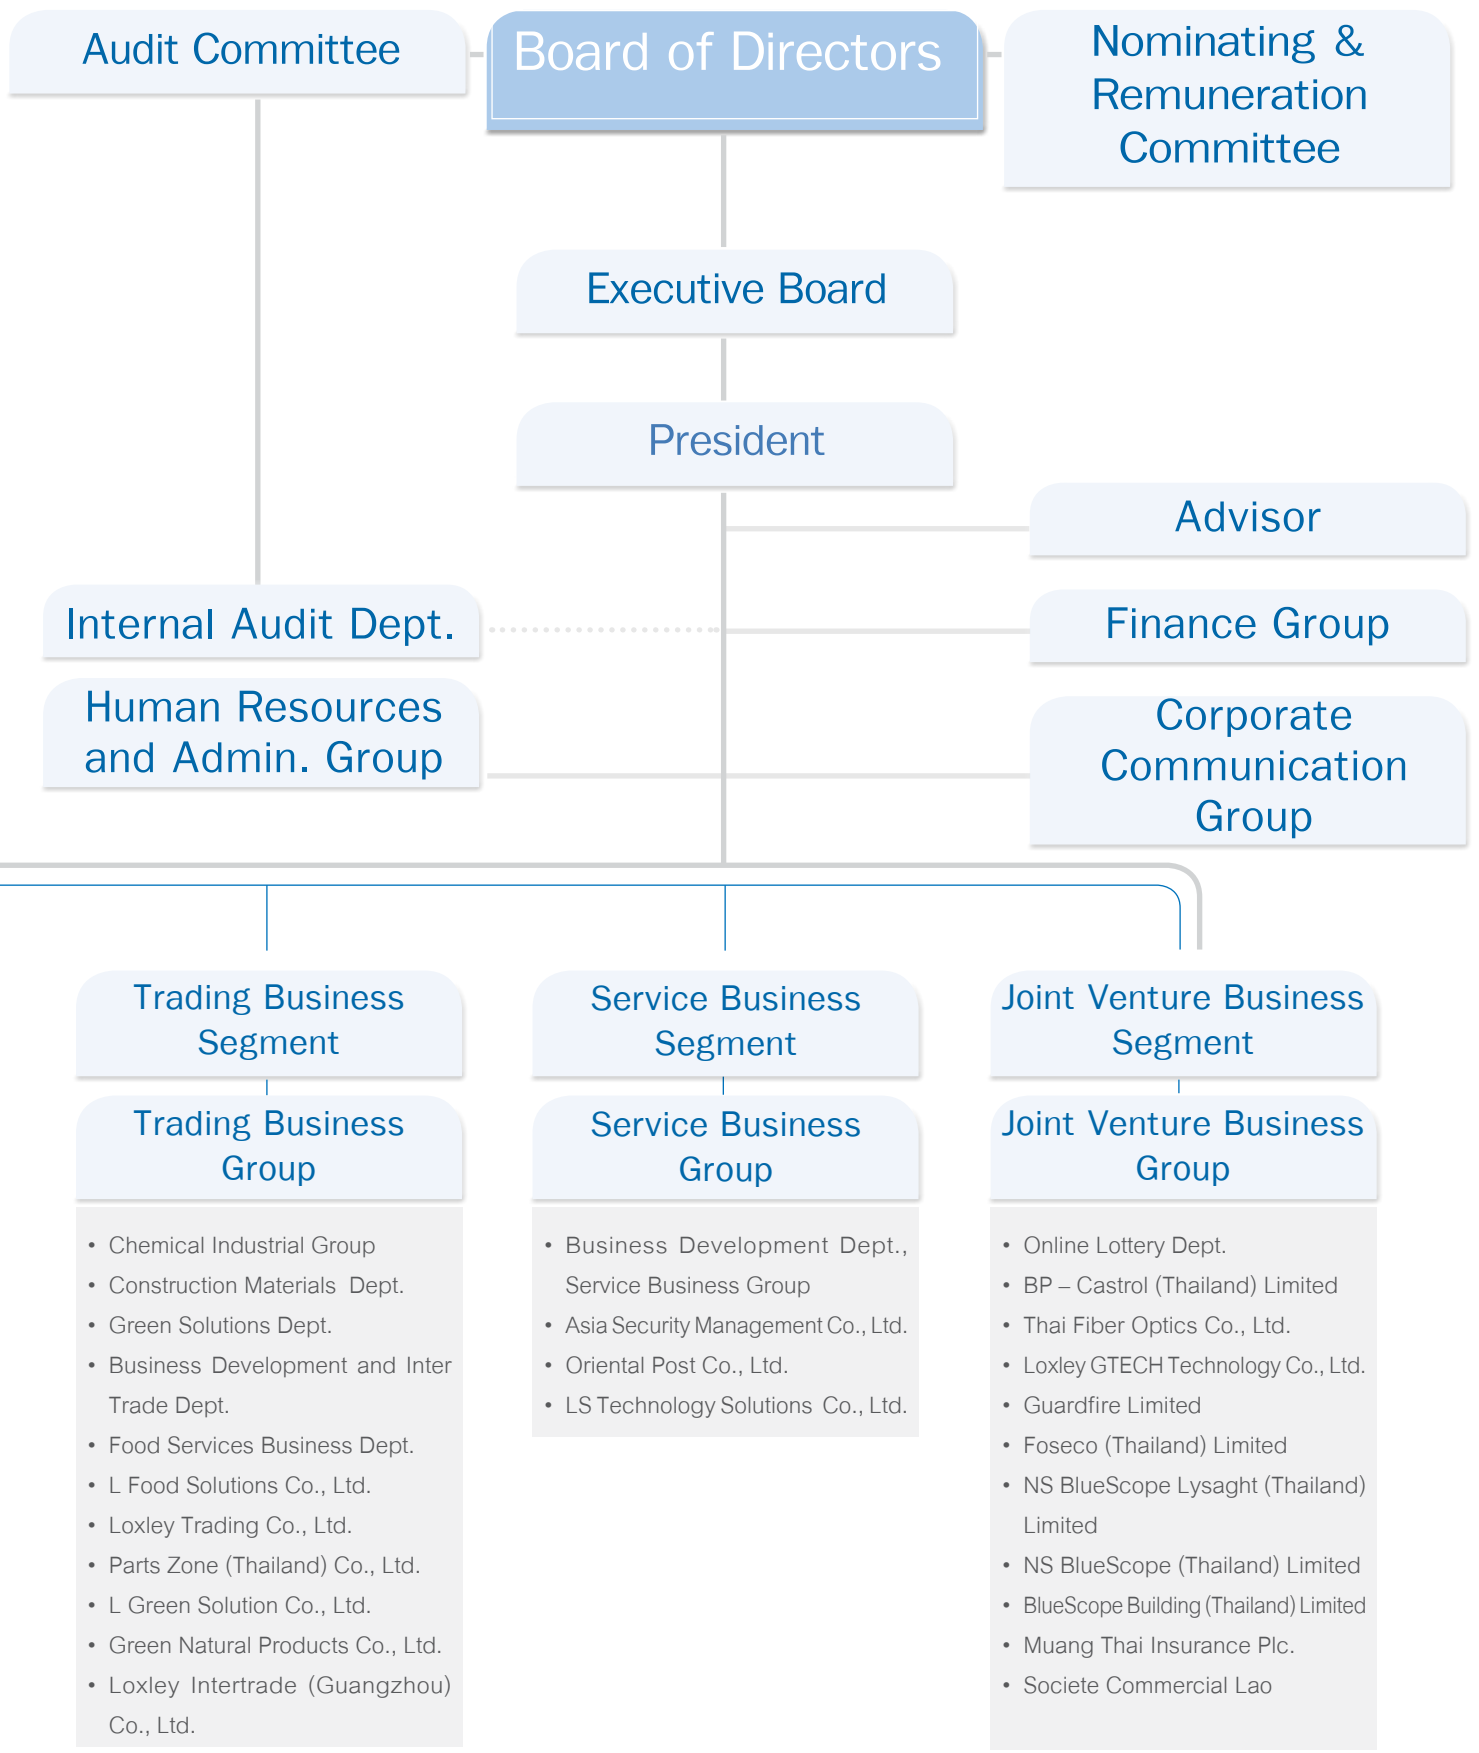 Audit Committee
Board of Directors
Nominating &
Remuneration
Committee
Executive Board
President
Advisor
Internal Audit Dept.
Finance Group
Human Resources
and Admin. Group
Corporate
Communication
Group
Trading Business
Segment
Trading Business
Group
• Chemical Industrial Group
• Construction Materials Dept.
• Green Solutions Dept.
• Business Development and Inter
Trade Dept.
• Food Services Business Dept.
• L Food Solutions Co., Ltd.
• Loxley Trading Co., Ltd.
• Parts Zone (Thailand) Co., Ltd.
• L Green Solution Co., Ltd.
• Green Natural Products Co., Ltd.
• Loxley Intertrade (Guangzhou)
Co., Ltd.
Service Business
Segment
Service Business
Group
• Business Development Dept.,
Service Business Group
• Asia Security Management Co., Ltd.
• Oriental Post Co., Ltd.
• LS Technology Solutions Co., Ltd.
Joint Venture Business
Segment
Joint Venture Business
Group
• Online Lottery Dept.
• BP – Castrol (Thailand) Limited
• Thai Fiber Optics Co., Ltd.
• Loxley GTECH Technology Co., Ltd.
• Guardfire Limited
• Foseco (Thailand) Limited
• NS BlueScope Lysaght (Thailand)
Limited
• NS BlueScope (Thailand) Limited
• BlueScope Building (Thailand) Limited
• Muang Thai Insurance Plc.
• Societe Commercial Lao